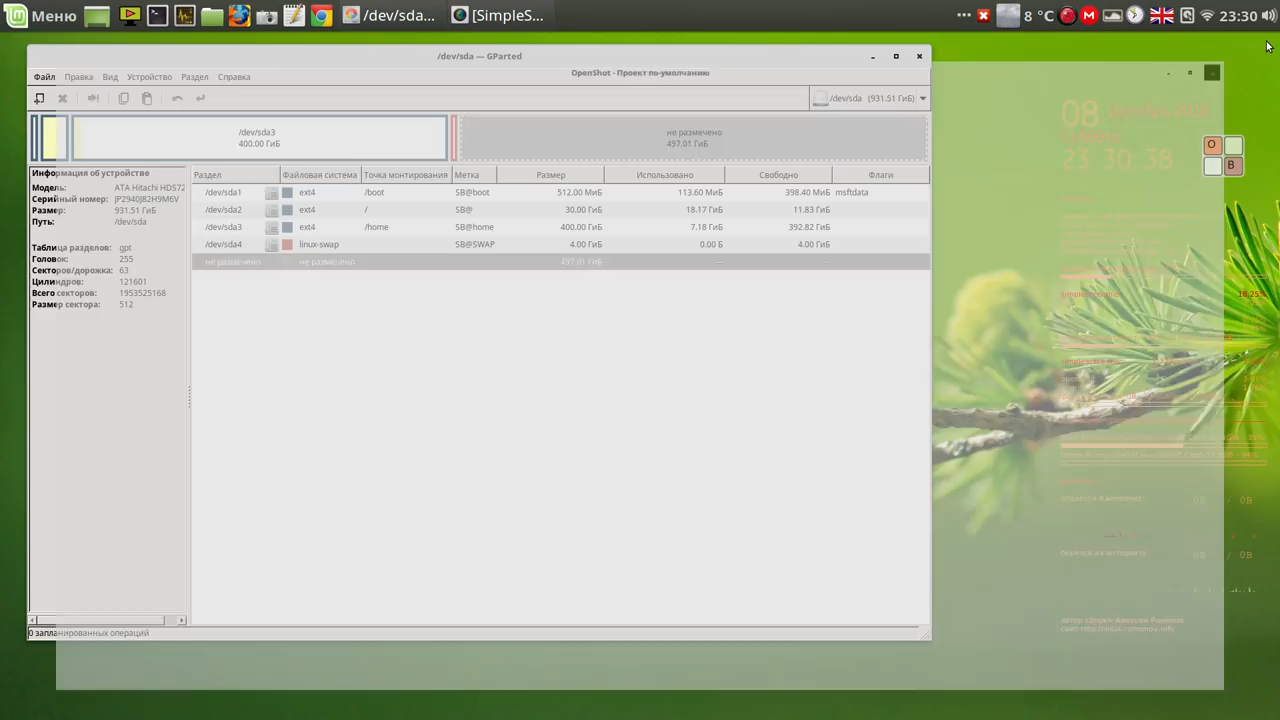 Меню
/dev/sda...
[SimpleS...
8 °C
23:30
/dev/sda — GParted
Файл Правка Вид Устройство Раздел Справка
OpenShot - Проект по-умолчанию
/dev/sda (931.51 ГиБ)
/dev/sda3
400.00 ГиБ
не размечено
497.01 ГиБ
Информация об устройстве
Модель: ATA Hitachi HDS72
Серийный номер: JP2940J82H9M6V
Размер: 931.51 ГиБ
Путь: /dev/sda
Таблица разделов: gpt
Головок: 255
Секторов/дорожка: 63
Цилиндров: 121601
Всего секторов: 1953525168
Размер сектора: 512
Раздел Файловая система Точка монтирования Метка Размер Использовано Свободно Флаги
/dev/sda1 ext4 /boot SB@boot 512.00 МиБ 113.60 МиБ 398.40 МиБ msftdata
/dev/sda2 ext4 / SB@ 30.00 ГиБ 18.17 ГиБ 11.83 ГиБ
/dev/sda3 ext4 /home SB@home 400.00 ГиБ 7.18 ГиБ 392.82 ГиБ
/dev/sda4 linux-swap SB@SWAP 4.00 ГиБ 0.00 Б 4.00 ГиБ
не размечено не размечено 497.01 ГиБ — —
0 запланированных операций
08
23 30 38
O
B
18.25%
0B / 0B
0B / 0B